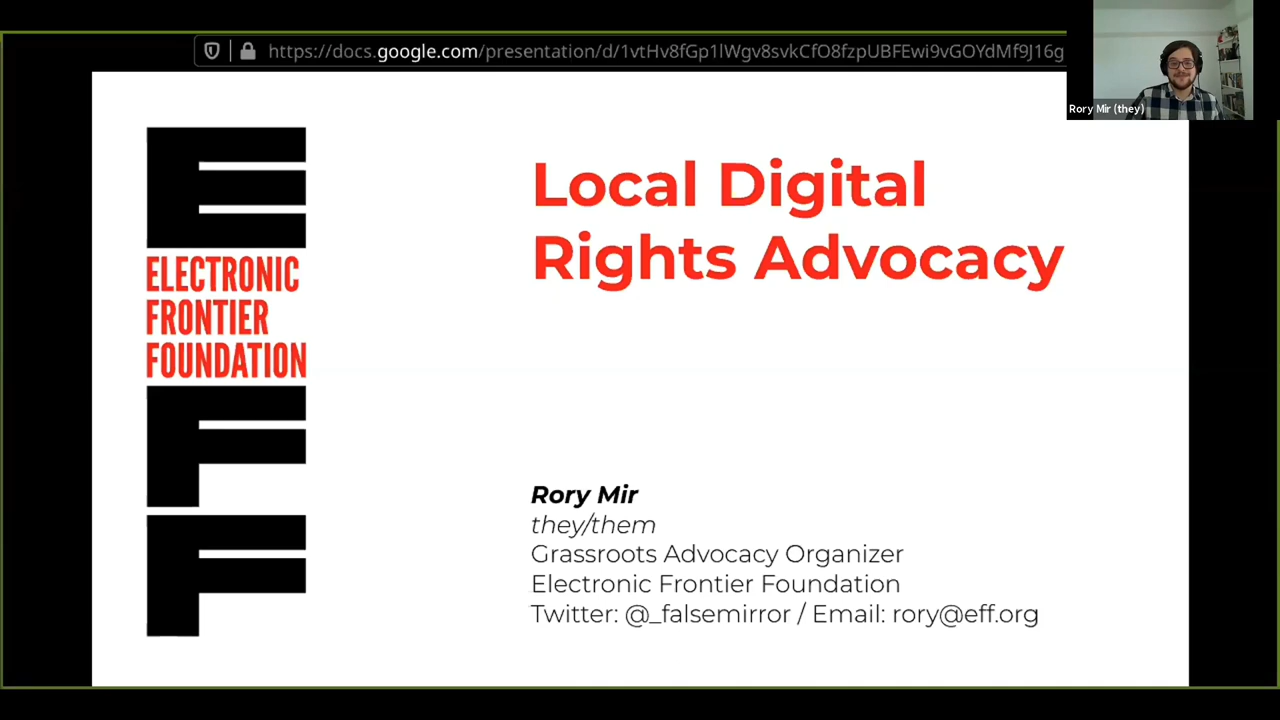 https://docs.google.com/presentation/d/1vtHv8fGp1lWgv8svkCfO8fzpUBFEwi9vGOYdMf9J16g
Rory Mir (they)
E
ELECTRONIC
FRONTIER
FOUNDATION
F
F
Local Digital
Rights Advocacy
Rory Mir
they/them
Grassroots Advocacy Organizer
Electronic Frontier Foundation
Twitter: @_falsemirror / Email: rory@eff.org